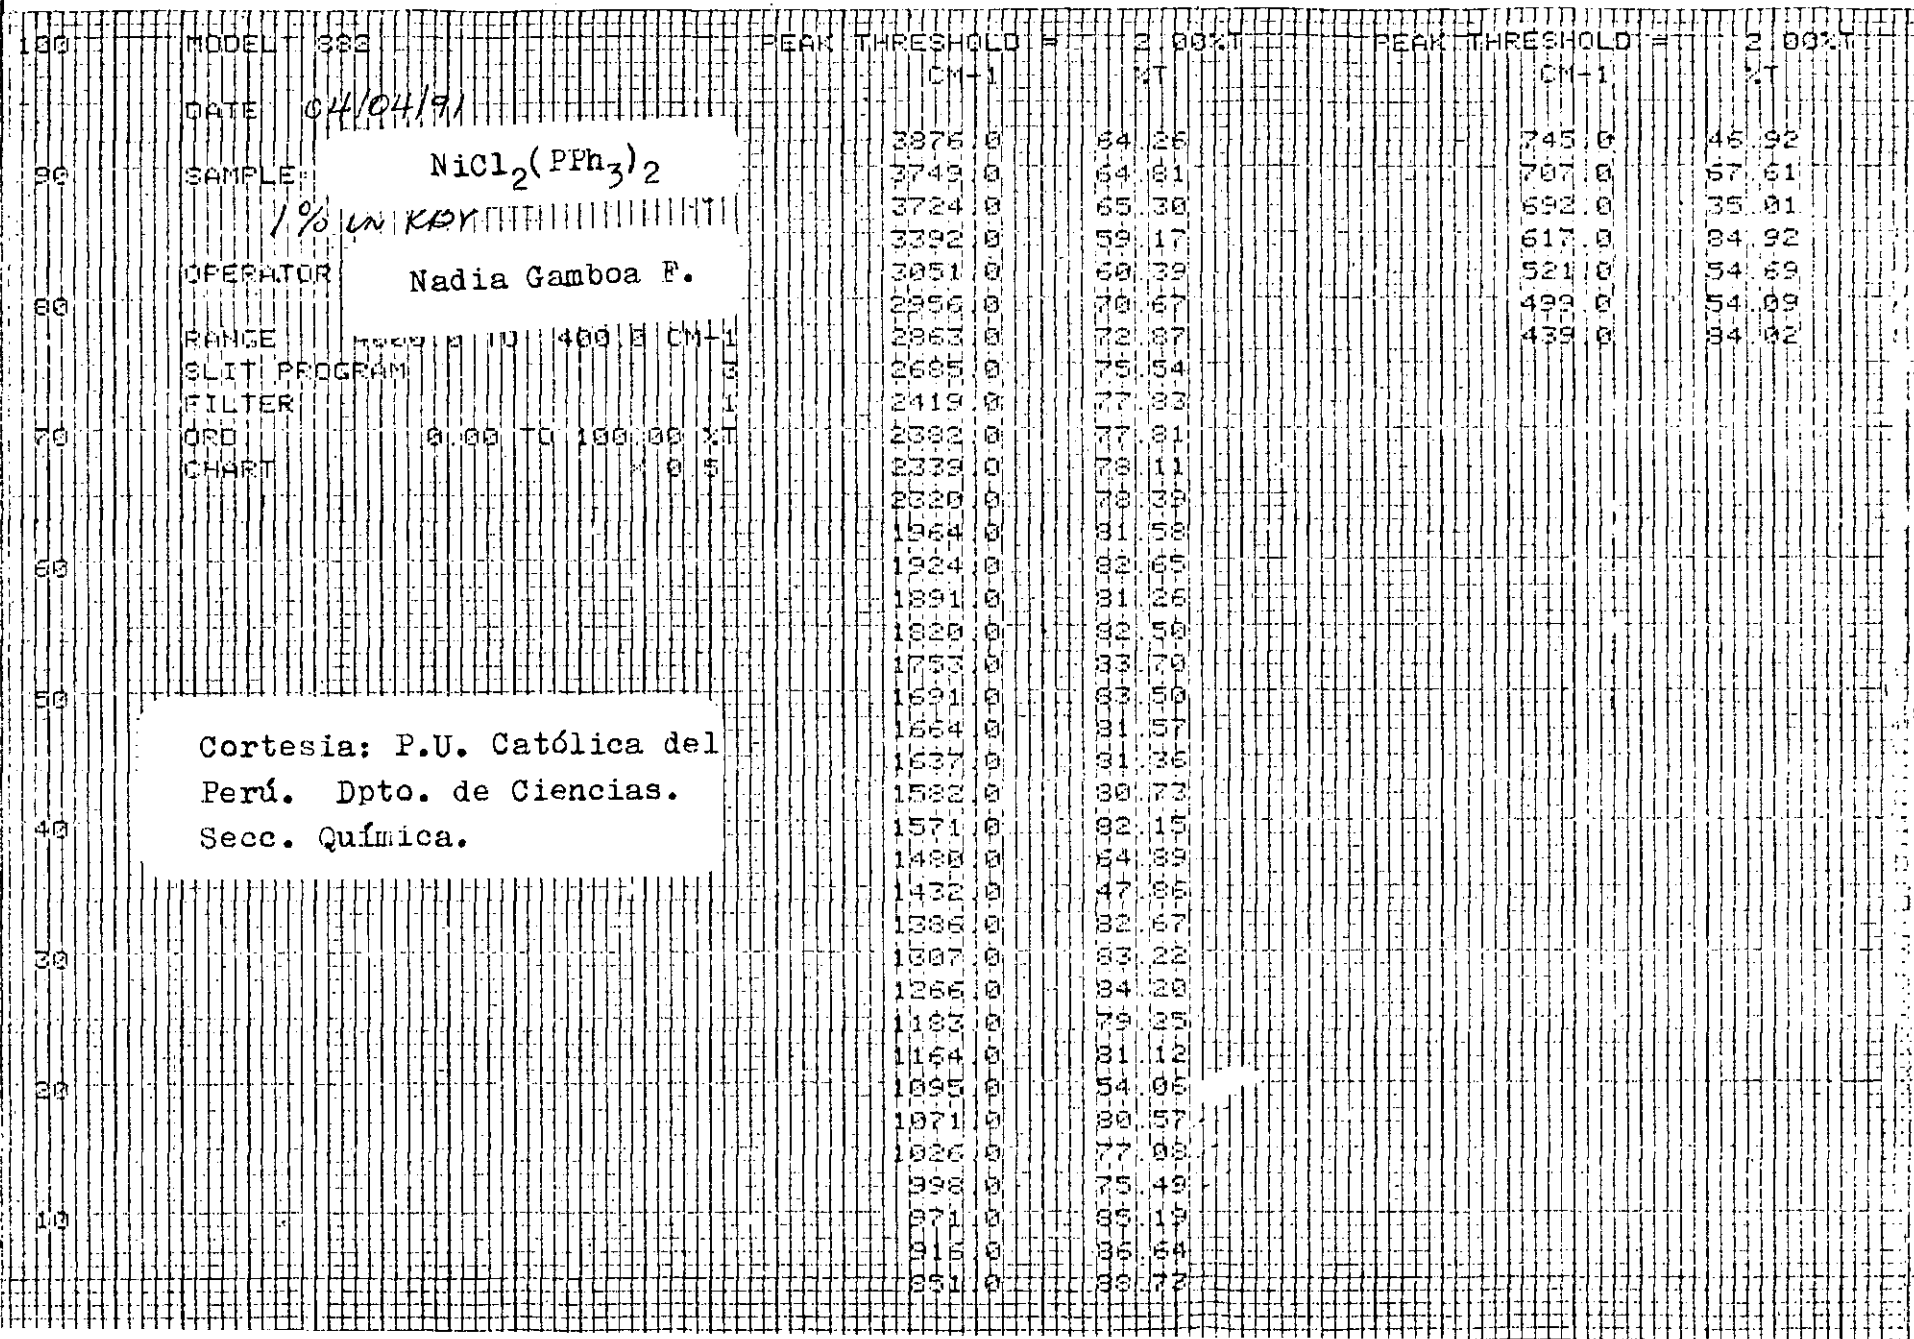 100
MODEL 883
DATE 04/04/91
90
SAMPLE:
NiCl2(PPh3)2
1% in KBr
OPERATOR
Nadia Gamboa F.
80
RANGE 4000.0 TO 400.0 CM-1
SLIT PROGRAM 3
FILTER 1
70
ORD 0.00 TO 100.00 %T
CHART × 0.5
60
50
Cortesia: P.U. Católica del
Perú. Dpto. de Ciencias.
Secc. Química.
40
30
20
10
PEAK THRESHOLD = 2.00%T
CM-1 %T
3876.0 64.26
3749.0 64.81
3724.0 65.30
3392.0 59.17
3051.0 60.39
2956.0 70.67
2863.0 72.87
2685.0 75.54
2419.0 77.83
2382.0 77.81
2339.0 78.11
2320.0 78.39
1964.0 81.58
1924.0 82.65
1891.0 81.26
1820.0 82.50
1753.0 83.79
1691.0 83.50
1664.0 81.57
1637.0 81.36
1582.0 80.73
1571.0 82.15
1480.0 64.89
1432.0 47.86
1386.0 82.67
1307.0 83.22
1266.0 84.20
1183.0 79.25
1164.0 81.12
1095.0 54.06
1071.0 80.57
1026.0 77.08
998.0 75.49
971.0 85.19
916.0 86.64
851.0 88.73
PEAK THRESHOLD = 2.00%T
CM-1 %T
745.0 46.92
707.0 67.61
692.0 35.01
617.0 84.92
521.0 54.69
499.0 54.09
439.0 84.02